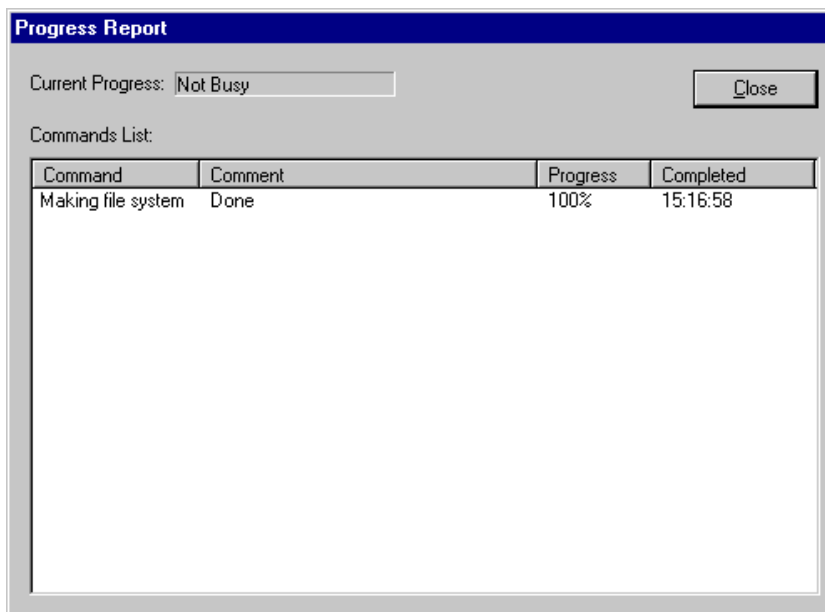 Progress Report
Current Progress: Not Busy
Close
Commands List:
Command Comment Progress Completed
Making file system Done 100% 15:16:58